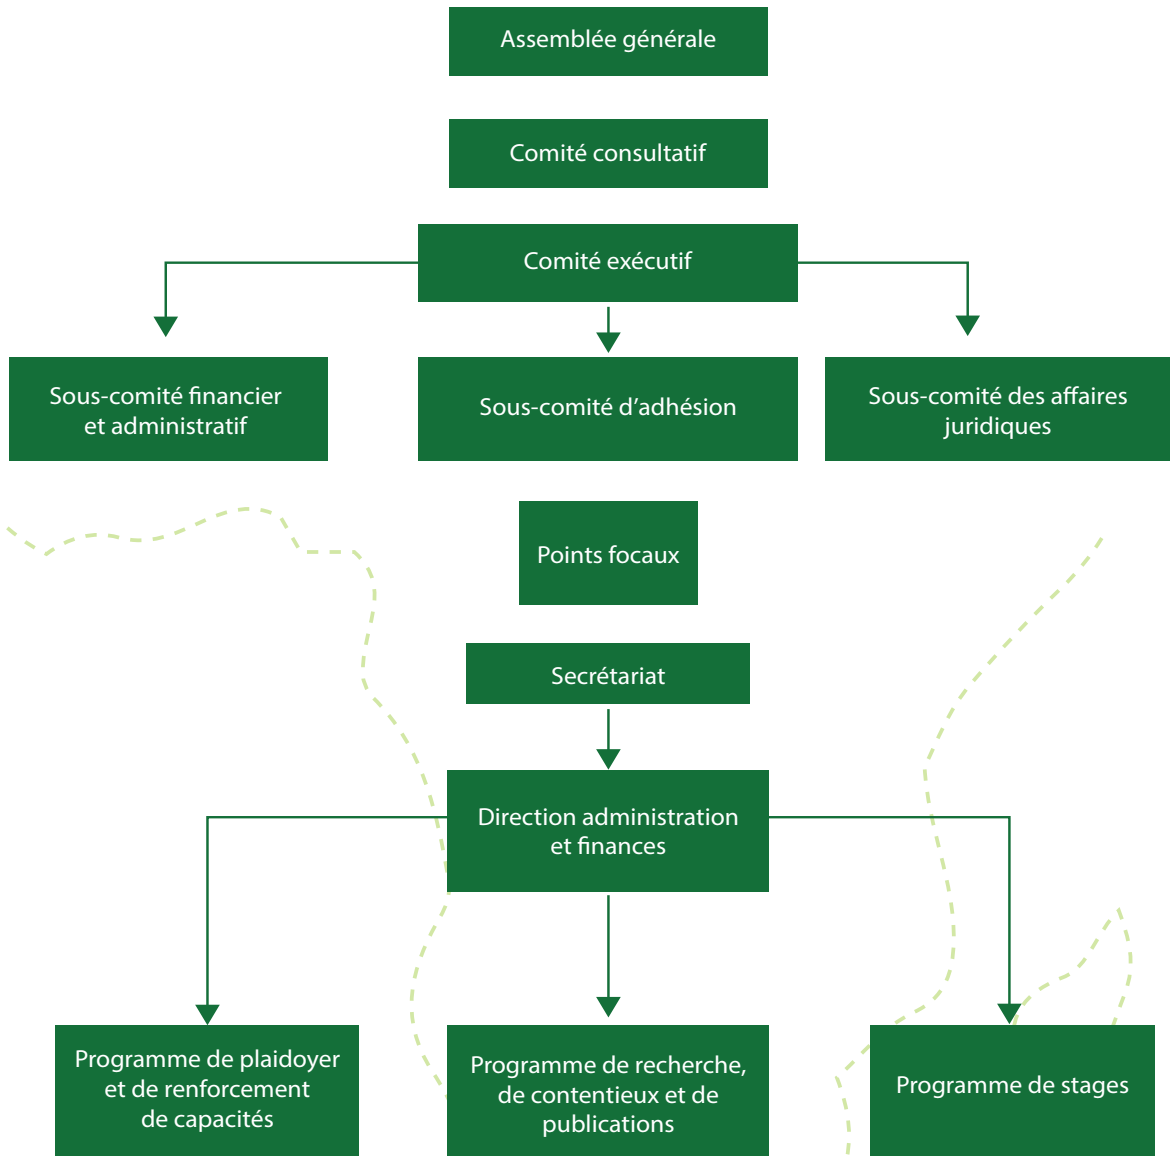 Assemblée générale
Comité consultatif
Comité exécutif
Sous-comité financier
et administratif
Sous-comité d’adhésion
Sous-comité des affaires
juridiques
Points focaux
Secrétariat
Direction administration
et finances
Programme de plaidoyer
et de renforcement
de capacités
Programme de recherche,
de contentieux et de
publications
Programme de stages